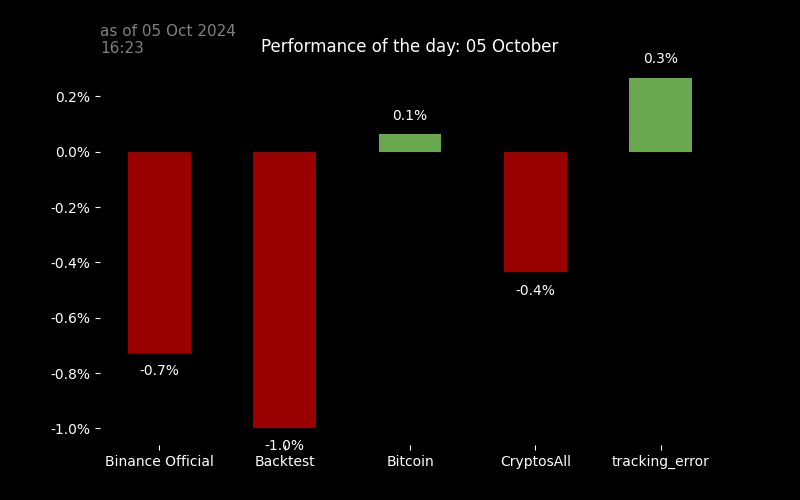 as of 05 Oct 2024
16:23
Performance of the day: 05 October
0.3%
0.2%
0.1%
0.0%
-0.2%
-0.4%
-0.4%
-0.6%
-0.7%
-0.8%
-1.0%
-1.0%
Binance Official
Backtest
Bitcoin
CryptosAll
tracking_error